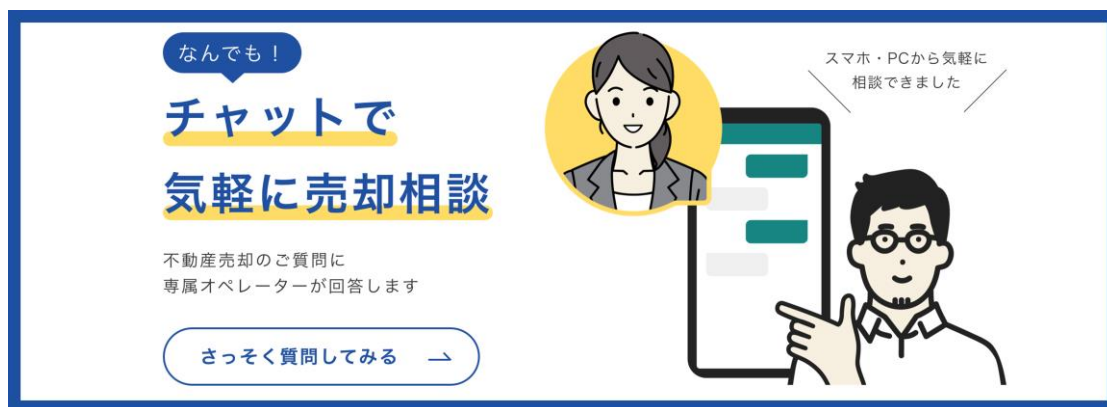 なんでも！
チャットで
気軽に売却相談
不動産売却のご質問に
専属オペレーターが回答します
さっそく質問してみる
スマホ・PCから気軽に
相談できました